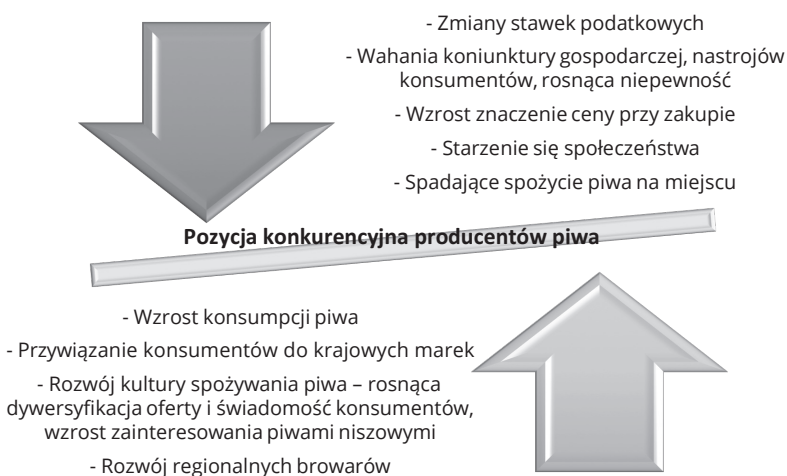 - Zmiany stawek podatkowych
- Wahania koniunktury gospodarczej, nastrojów
konsumentów, rosnąca niepewność
- Wzrost znaczenie ceny przy zakupie
- Starzenie się społeczeństwa
- Spadające spożycie piwa na miejscu
Pozycja konkurencyjna producentów piwa
- Wzrost konsumpcji piwa
- Przywiązanie konsumentów do krajowych marek
- Rozwój kultury spożywania piwa – rosnąca
dywersyfikacja oferty i świadomość konsumentów,
wzrost zainteresowania piwami niszowymi
- Rozwój regionalnych browarów